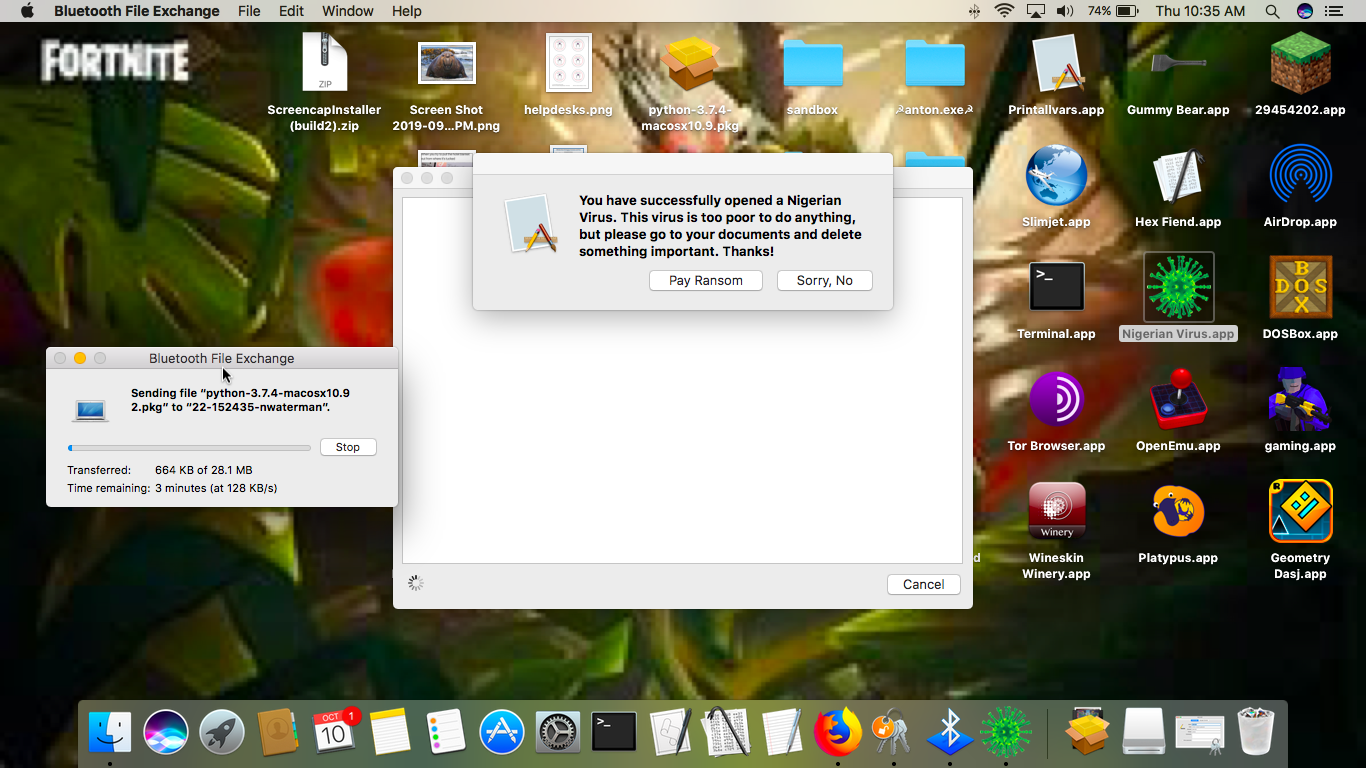 Bluetooth File Exchange File Edit Window Help 74% Thu 10:35 AM
FORTNITE
ZIP
ScreencapInstaller
(build2).zip
Screen Shot
2019-09...PM.png
helpdesks.png
python-3.7.4-
macosx10.9.pkg
sandbox
☭anton.exe☭
Printallvars.app
Gummy Bear.app
29454202.app
You have successfully opened a Nigerian
Virus. This virus is too poor to do anything,
but please go to your documents and delete
something important. Thanks!
Pay Ransom Sorry, No
Slimjet.app
Hex Fiend.app
AirDrop.app
>_
Terminal.app
Nigerian Virus.app
BOX
DOS
DOSBox.app
Bluetooth File Exchange
Sending file “python-3.7.4-macosx10.9
2.pkg” to “22-152435-nwaterman”.
Stop
Transferred: 664 KB of 28.1 MB
Time remaining: 3 minutes (at 128 KB/s)
Tor Browser.app
OpenEmu.app
gaming.app
Winery
d
Wineskin
Winery.app
Platypus.app
R
Geometry
Dasj.app
Cancel
OCT
10
1
>_